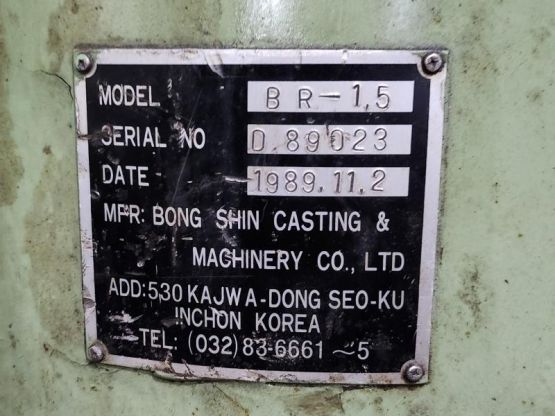 MODEL BR-1.5
SERIAL NO D.89023
DATE 1989.11.2
MFR: BONG SHIN CASTING &
MACHINERY CO., LTD
ADD:530 KAJWA-DONG SEO-KU
INCHON KOREA
TEL: (032)83-6661 ~5